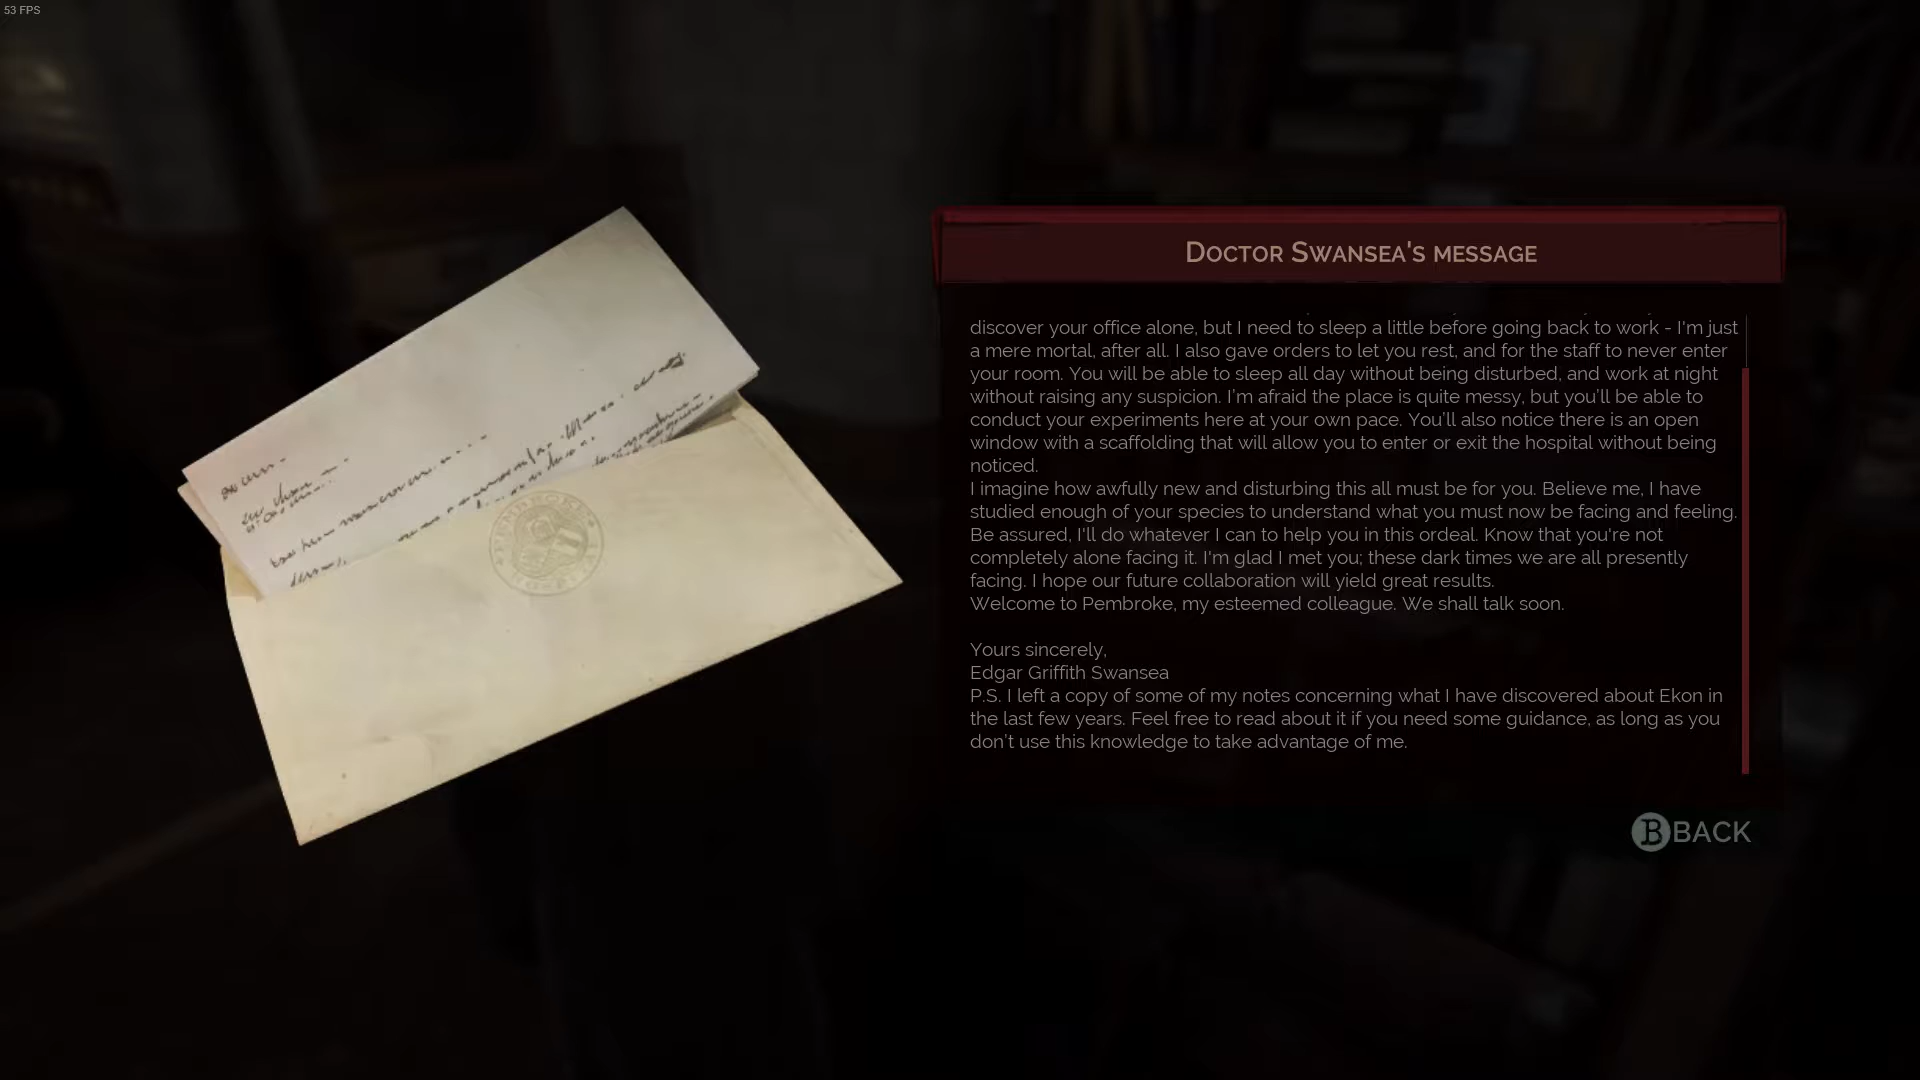 53 FPS
Doctor Swansea's message
discover your office alone, but I need to sleep a little before going back to work - I'm just
a mere mortal, after all. I also gave orders to let you rest, and for the staff to never enter
your room. You will be able to sleep all day without being disturbed, and work at night
without raising any suspicion. I'm afraid the place is quite messy, but you'll be able to
conduct your experiments here at your own pace. You'll also notice there is an open
window with a scaffolding that will allow you to enter or exit the hospital without being
noticed.
I imagine how awfully new and disturbing this all must be for you. Believe me, I have
studied enough of your species to understand what you must now be facing and feeling.
Be assured, I'll do whatever I can to help you in this ordeal. Know that you're not
completely alone facing it. I'm glad I met you; these dark times we are all presently
facing. I hope our future collaboration will yield great results.
Welcome to Pembroke, my esteemed colleague. We shall talk soon.
Yours sincerely,
Edgar Griffith Swansea
P.S. I left a copy of some of my notes concerning what I have discovered about Ekon in
the last few years. Feel free to read about it if you need some guidance, as long as you
don't use this knowledge to take advantage of me.
B BACK